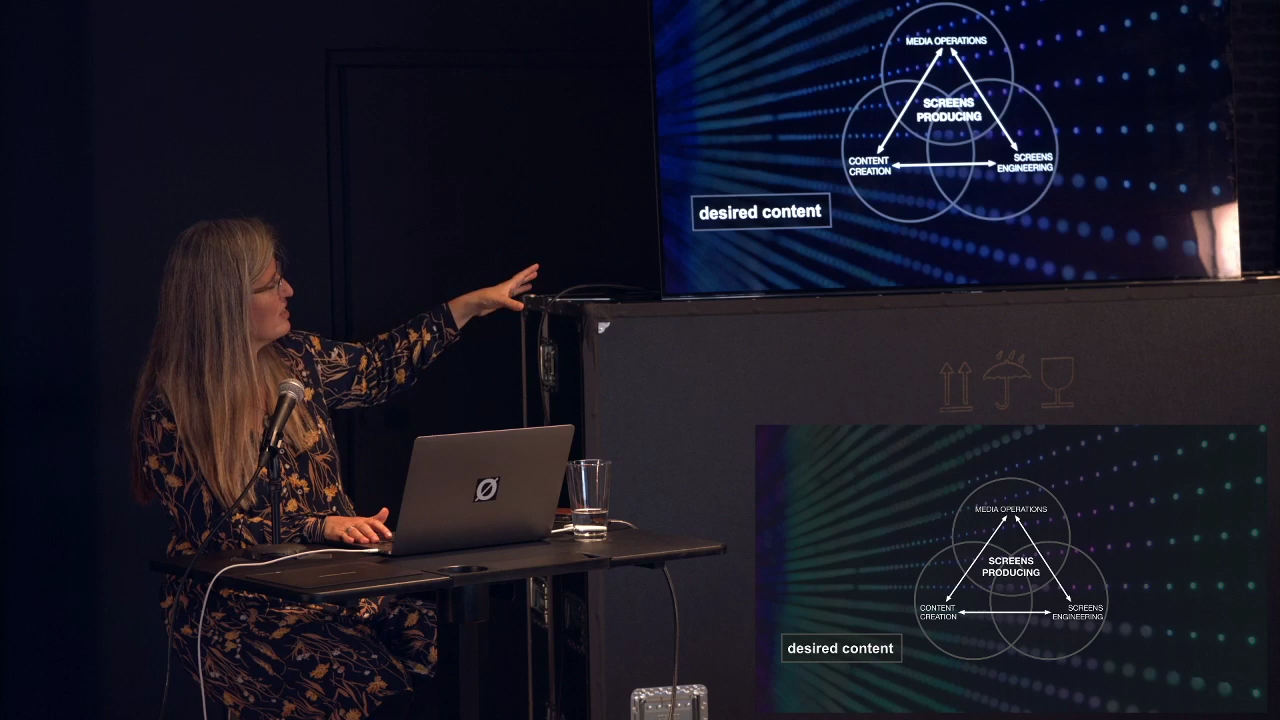 MEDIA OPERATIONS
SCREENS
PRODUCING
CONTENT
CREATION
SCREENS
ENGINEERING
desired content
MEDIA OPERATIONS
SCREENS
PRODUCING
CONTENT
CREATION
SCREENS
ENGINEERING
desired content